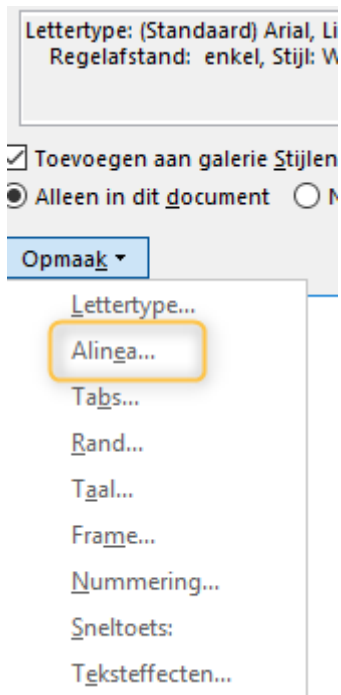 Lettertype: (Standaard) Arial,
Regelafstand: enkel, Stijl:
Toevoegen aan galerie Stijlen
Alleen in dit document
Opmaak
Lettertype...
Alinea...
Tabs...
Rand...
Taal...
Frame...
Nummering...
Sneltoets:
Teksteffecten...